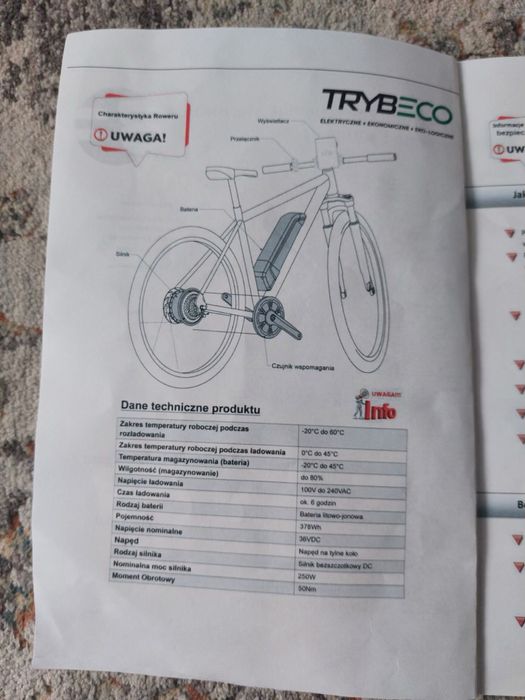 Charakterystyka Roweru
UWAGA!
TRYBECO
ELEKTRYCZNE • EKONOMICZNE • EKO-LOGICZNE
Wyświetlacz
Przełącznik
Bateria
Silnik
Czujnik wspomagania
Dane techniczne produktu
UWAGA!!!
Info
Zakres temperatury roboczej podczas rozładowania -20°C do 60°C
Zakres temperatury roboczej podczas ładowania 0°C do 45°C
Temperatura magazynowania (bateria) -20°C do 45°C
Wilgotność (magazynowanie) do 80%
Napięcie ładowania 100V do 240VAC
Czas ładowania ok. 6 godzin
Rodzaj baterii Bateria litowo-jonowa
Pojemność 378Wh
Napięcie nominalne 36VDC
Napęd Napęd na tylne koło
Rodzaj silnika Silnik bezszczotkowy DC
Nominalna moc silnika 250W
Moment Obrotowy 50Nm
Informacje
bezpiec
UW
Jak